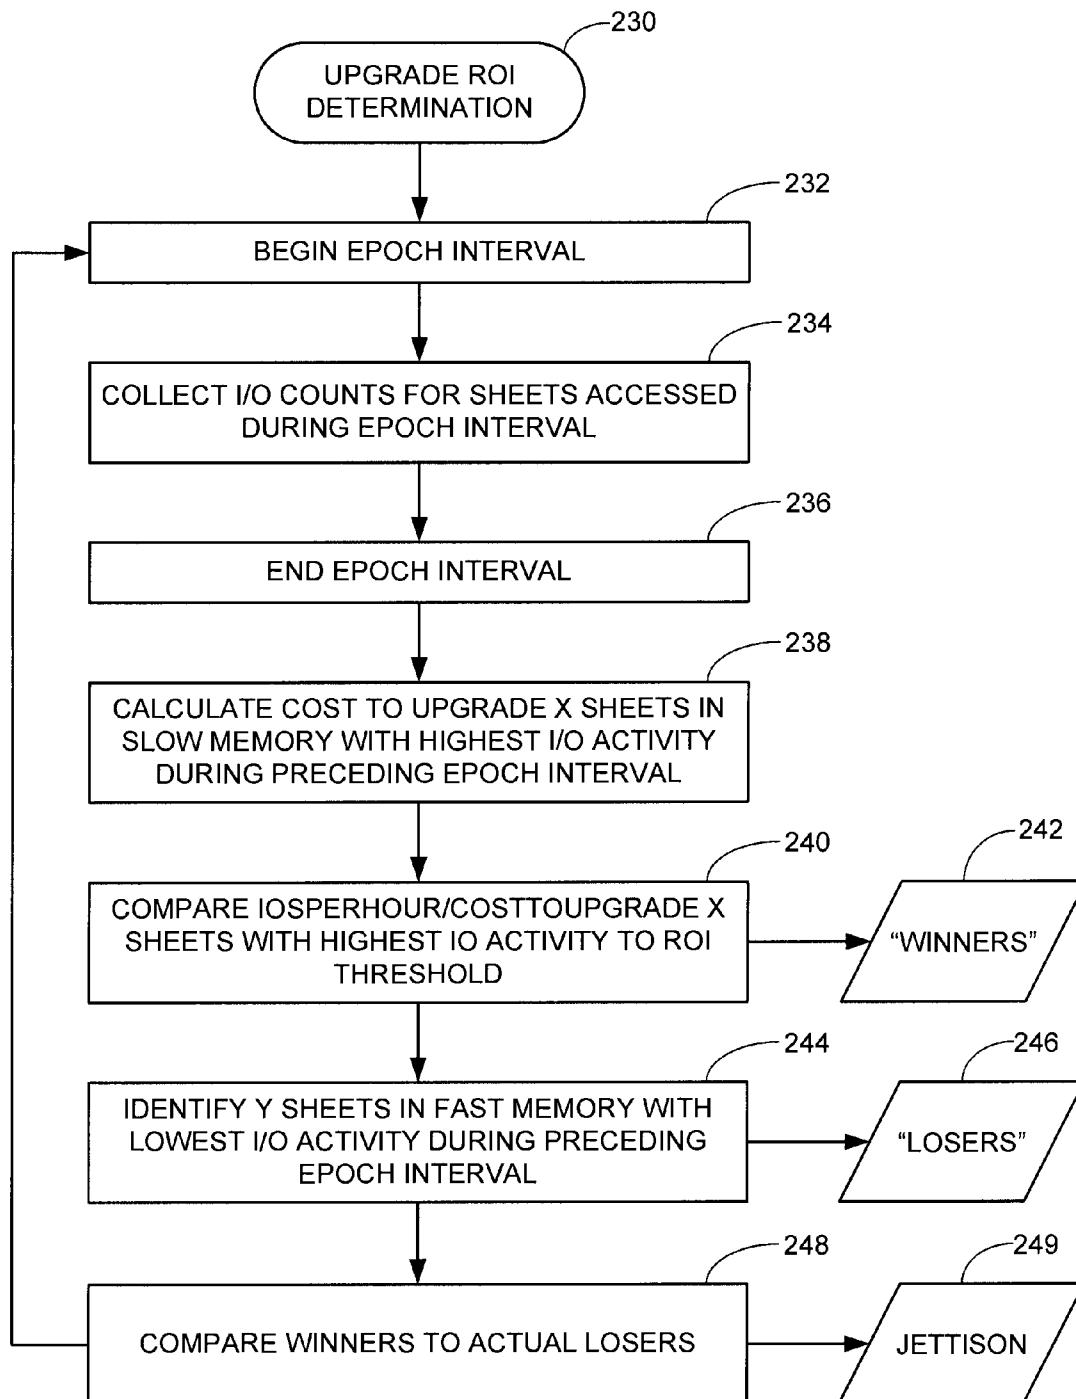 230
UPGRADE ROI
DETERMINATION
232
BEGIN EPOCH INTERVAL
234
COLLECT I/O COUNTS FOR SHEETS ACCESSED
DURING EPOCH INTERVAL
236
END EPOCH INTERVAL
238
CALCULATE COST TO UPGRADE X SHEETS IN
SLOW MEMORY WITH HIGHEST I/O ACTIVITY
DURING PRECEDING EPOCH INTERVAL
240
242
COMPARE IOSPERHOUR/COSTTOUPGRADE X
SHEETS WITH HIGHEST IO ACTIVITY TO ROI
THRESHOLD
“WINNERS”
244
246
IDENTIFY Y SHEETS IN FAST MEMORY WITH
LOWEST I/O ACTIVITY DURING PRECEDING
EPOCH INTERVAL
“LOSERS”
248
249
COMPARE WINNERS TO ACTUAL LOSERS
JETTISON